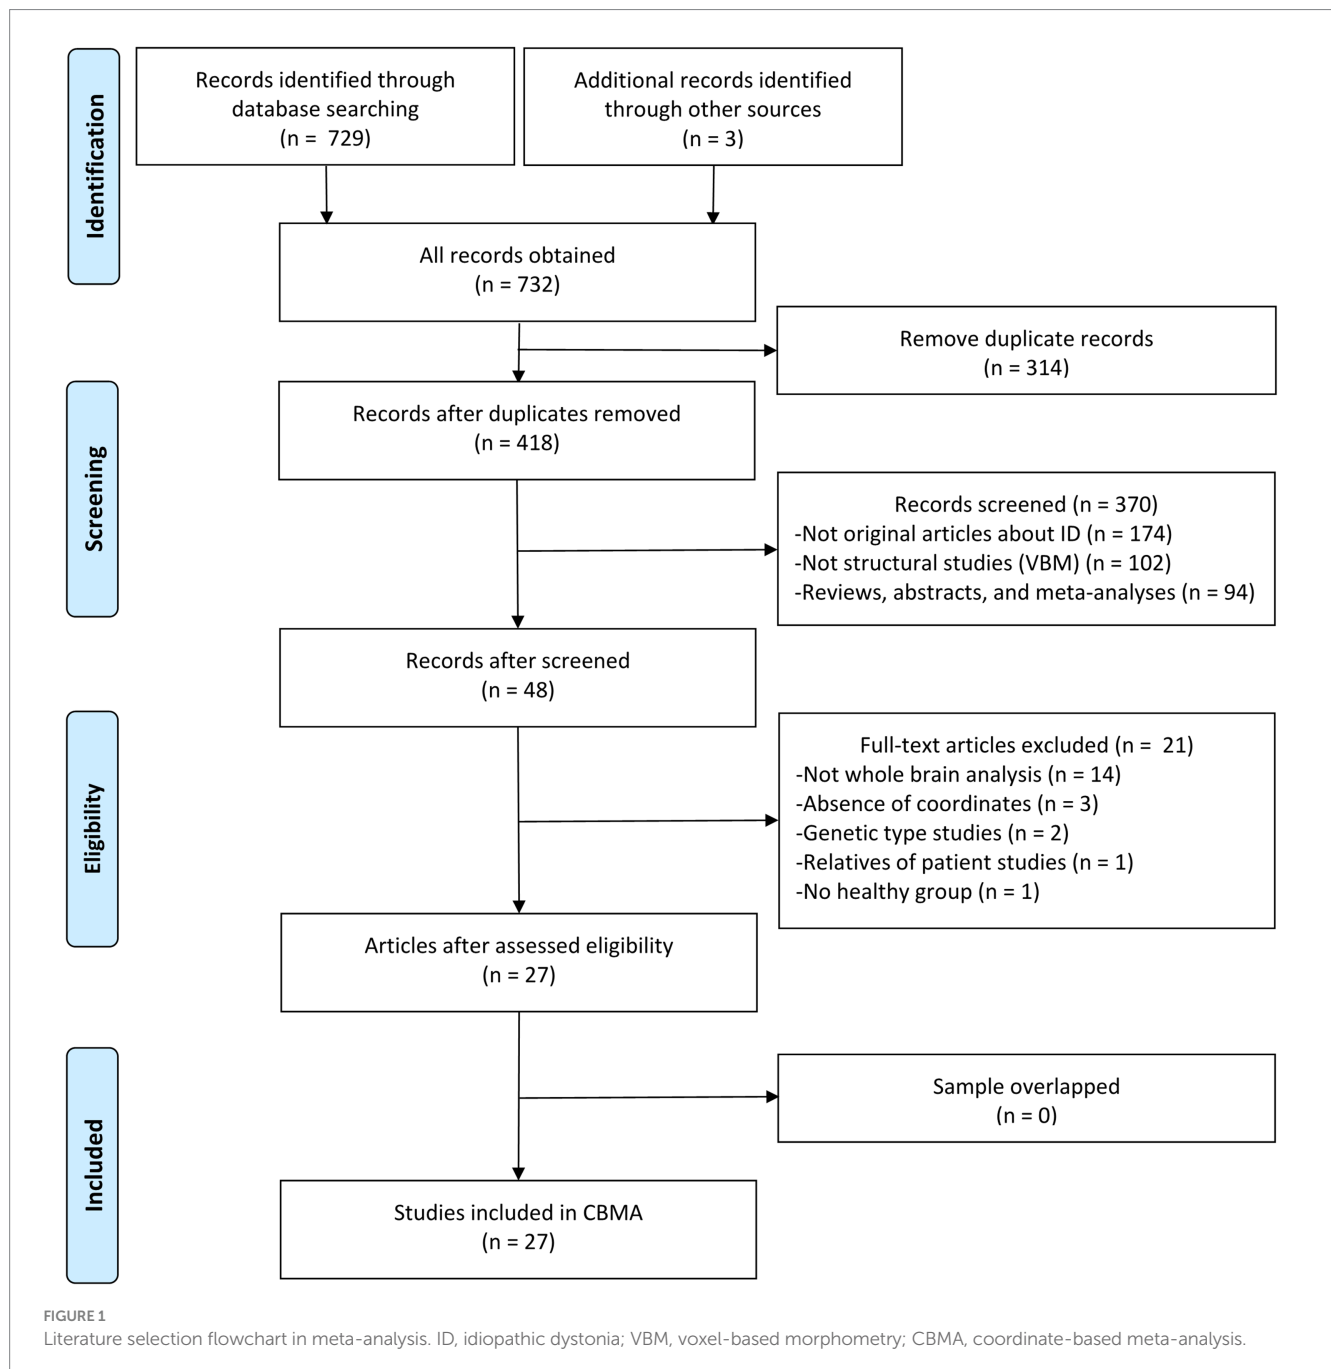 Identification
Records identified through
database searching
(n =  729)
Additional records identified
through other sources
(n = 3)
All records obtained
(n = 732)
Remove duplicate records
(n = 314)
Screening
Records after duplicates removed
(n = 418)
Records screened (n = 370)
-Not original articles about ID (n = 174)
-Not structural studies (VBM) (n = 102)
-Reviews, abstracts, and meta-analyses (n = 94)
Records after screened
(n = 48)
Eligibility
Full-text articles excluded (n =  21)
-Not whole brain analysis (n = 14)
-Absence of coordinates (n = 3)
-Genetic type studies (n = 2)
-Relatives of patient studies (n = 1)
-No healthy group (n = 1)
Articles after assessed eligibility
(n = 27)
Included
Sample overlapped
(n = 0)
Studies included in CBMA
(n = 27)
FIGURE 1
Literature selection flowchart in meta-analysis. ID, idiopathic dystonia; VBM, voxel-based morphometry; CBMA, coordinate-based meta-analysis.